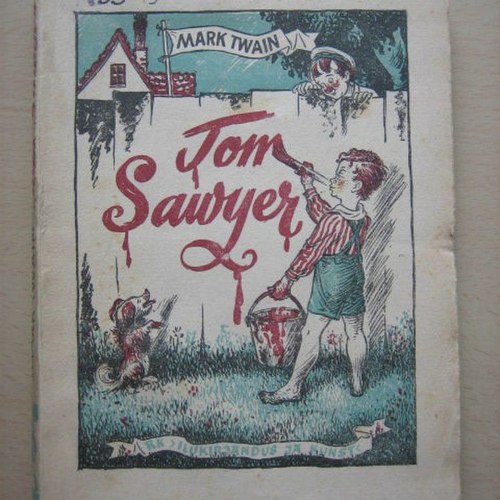 MARK TWAIN
Tom
Sawyer
ILUKIRJANDUS JA KUNST